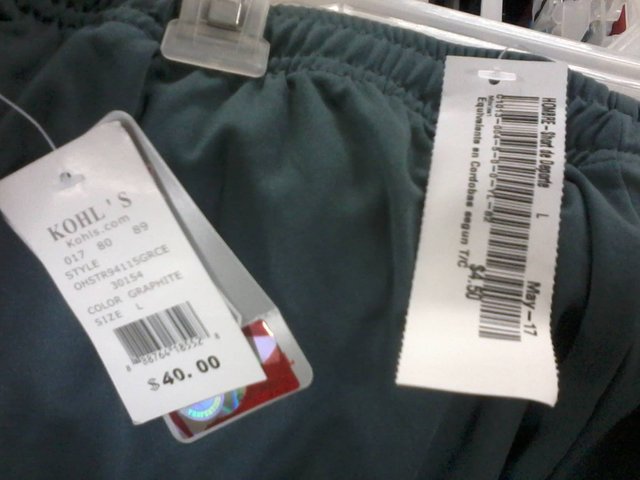 KOHL'S
Kohls.com
017 80 89
STYLE
OHSTR94115GRCE
30154
COLOR GRAPHITE
SIZE L
$40.00
HOMBRE - Short de Deporte
L May-17
$4.50
Equivalente en Cordobas segun T/C